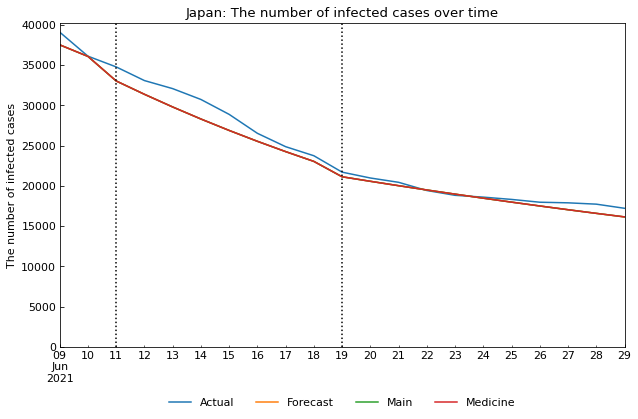 Japan: The number of infected cases over time
The number of infected cases
40000
35000
30000
25000
20000
15000
10000
5000
0
09 10 11 12 13 14 15 16 17 18 19 20 21 22 23 24 25 26 27 28 29
Jun
2021
Actual Forecast Main Medicine